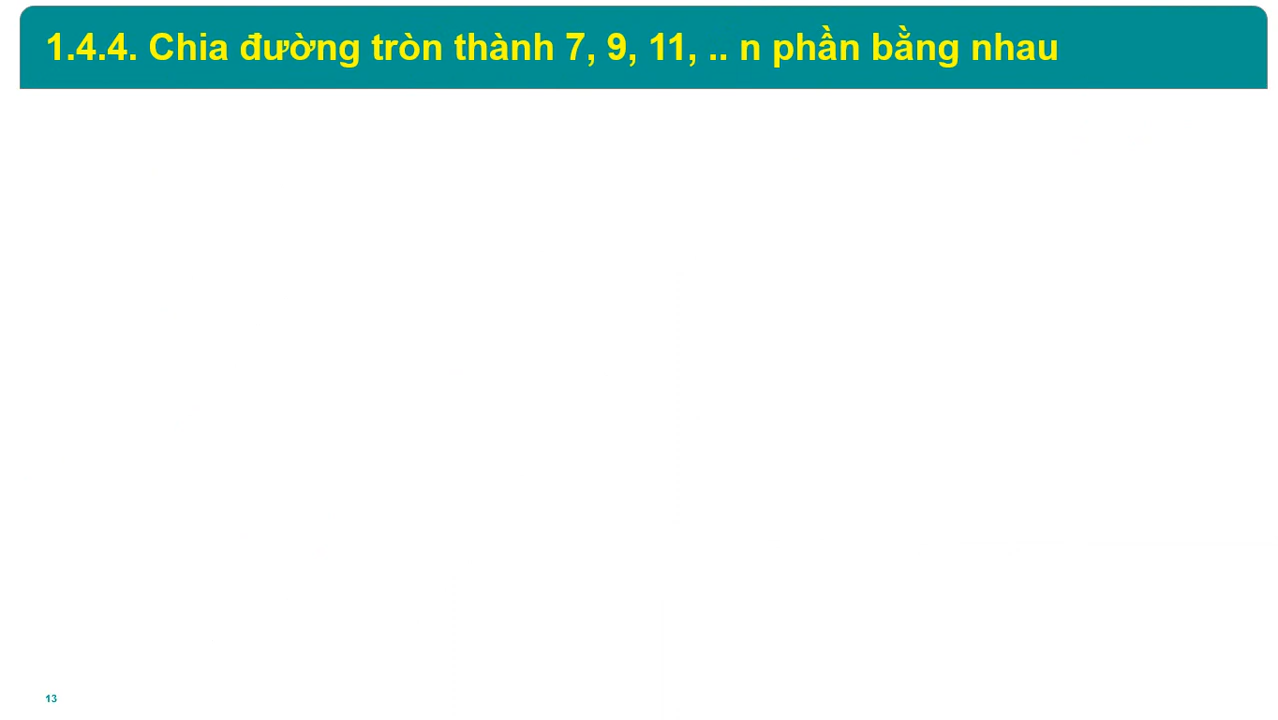 1.4.4. Chia đường tròn thành 7, 9, 11, .. n phần bằng nhau
13